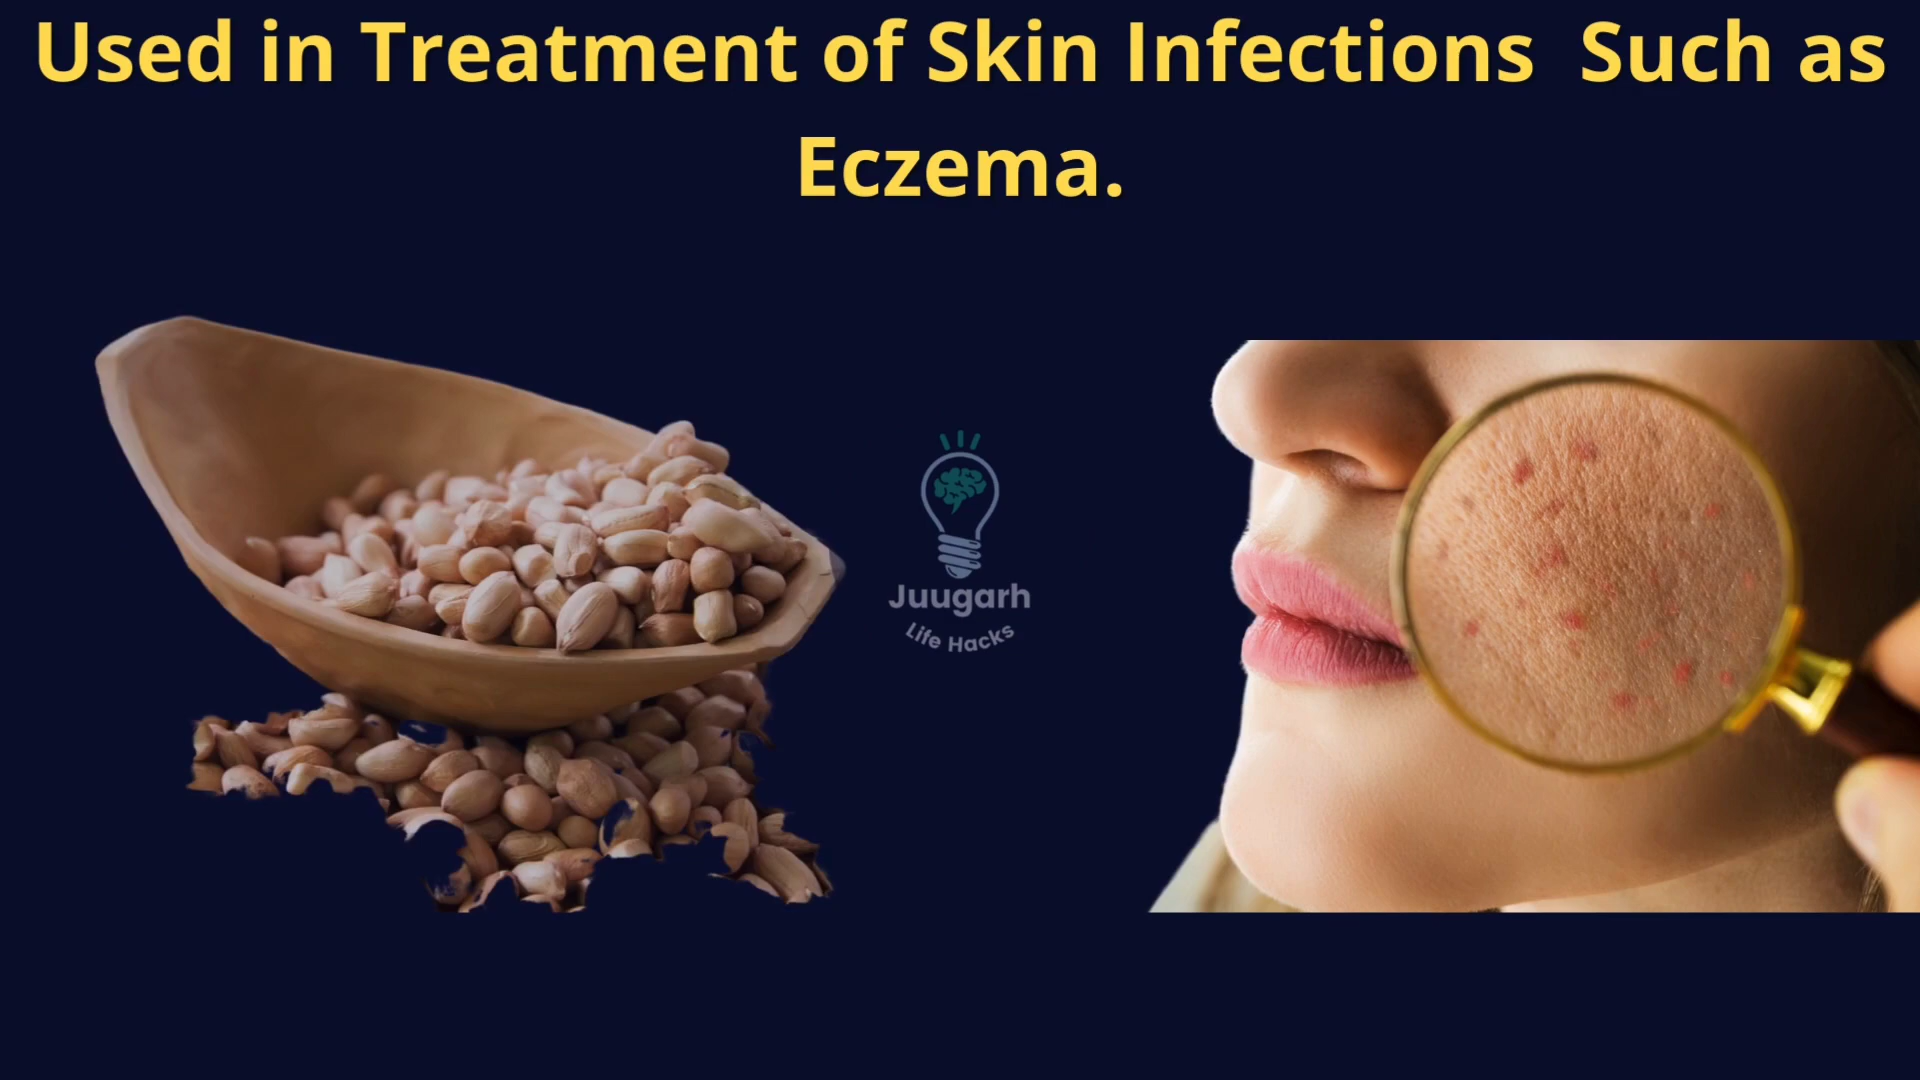 Used in Treatment of Skin Infections  Such as
Eczema.
Juugarh
Life Hacks